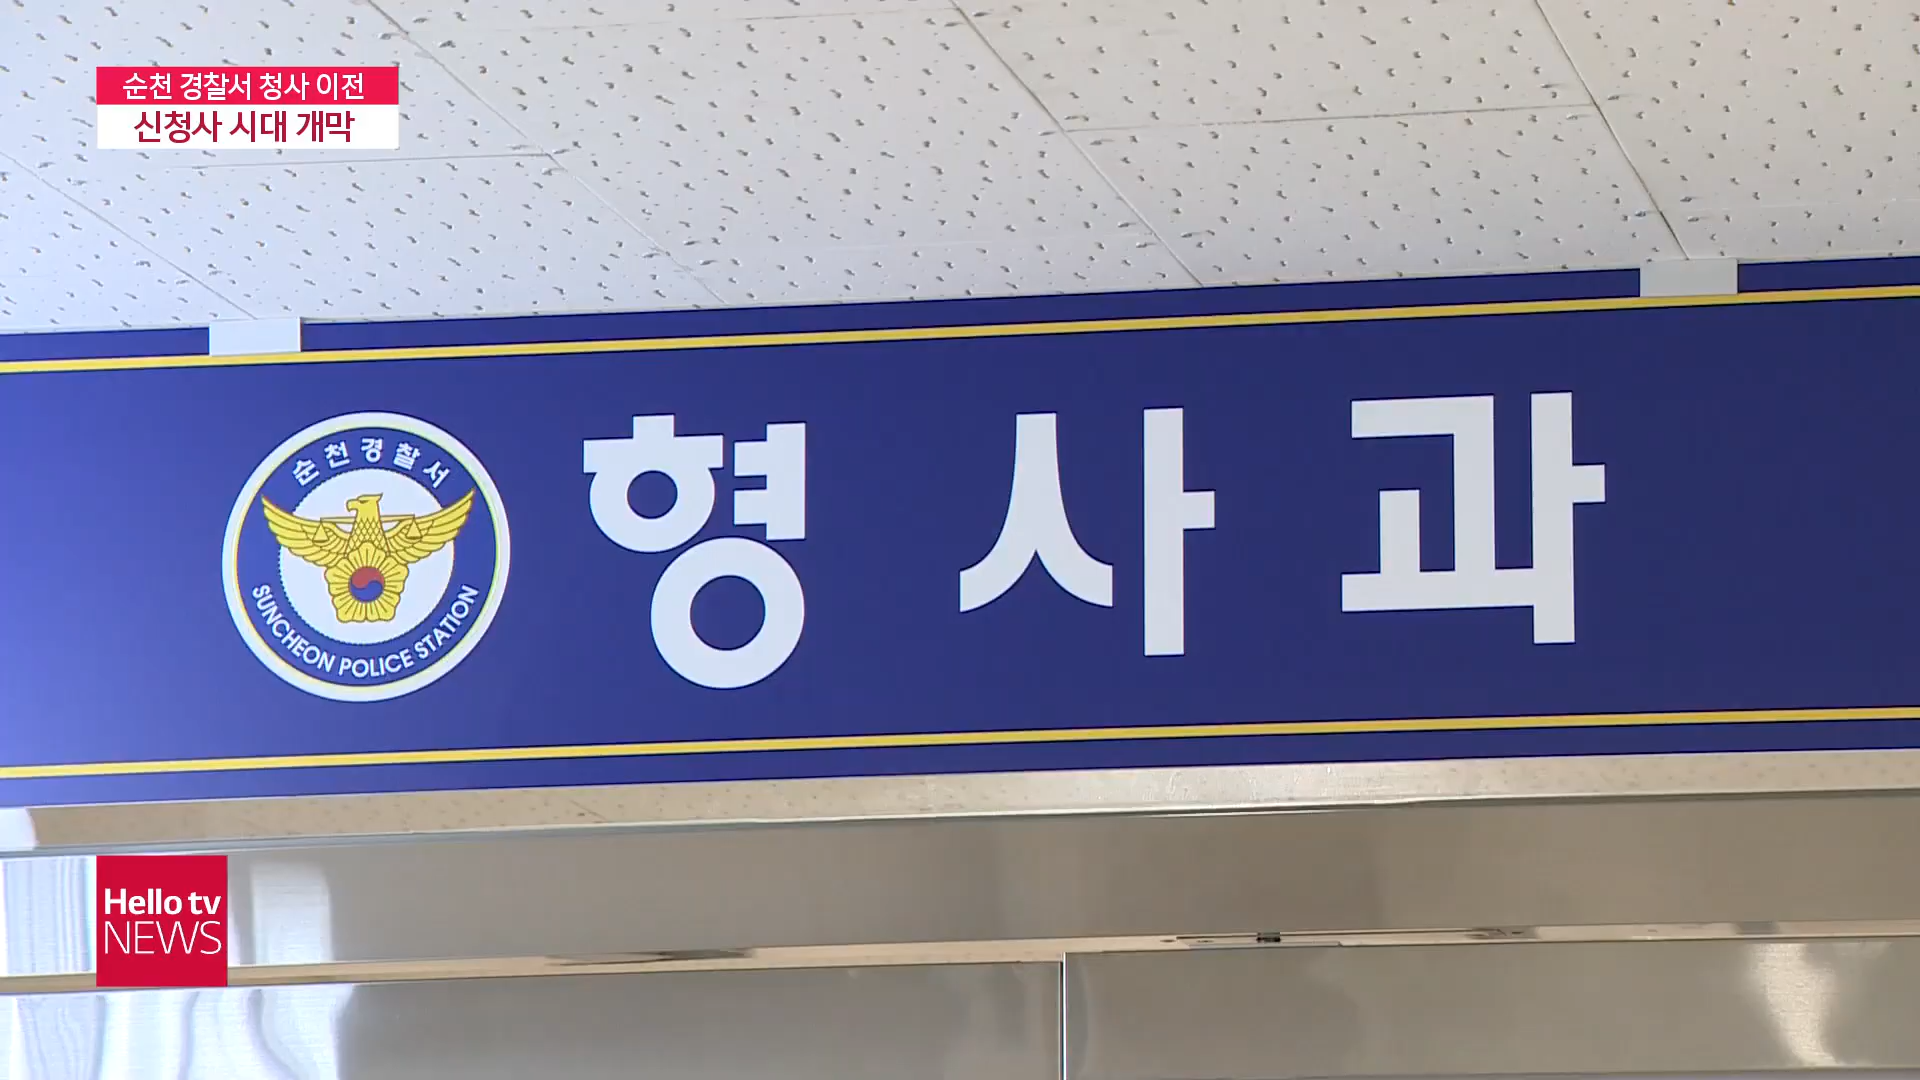 순천 경찰서 청사 이전
신청사 시대 개막
순천경찰서
SUNCHEON POLICE STATION
형사과
Hello tv
NEWS